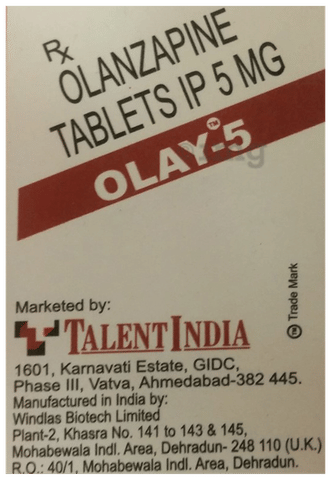 Rx
OLANZAPINE
TABLETS IP 5 MG
OLAY™-5
Marketed by:
TALENT INDIA
1601, Karnavati Estate, GIDC,
Phase III, Vatva, Ahmedabad-382 445.
Manufactured in India by:
Windlas Biotech Limited
Plant-2, Khasra No. 141 to 143 & 145,
Mohabewala Indl. Area, Dehradun- 248 110 (U.K.)
R.O.: 40/1, Mohabewala Indl. Area, Dehradun.
™ Trade Mark